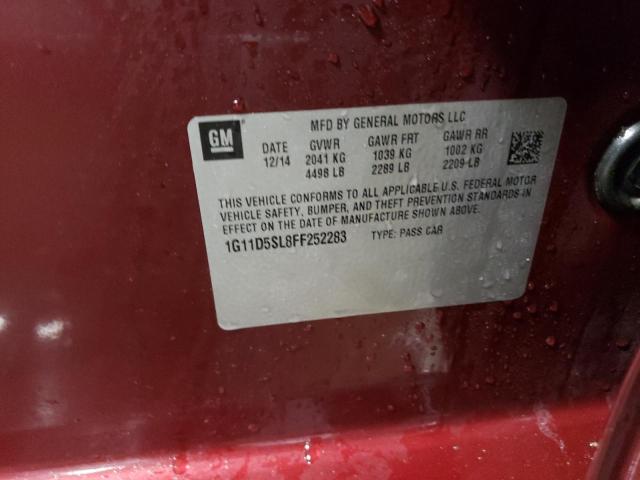 GM
MFD BY GENERAL MOTORS LLC
DATE GVWR GAWR FRT GAWR RR
12/14 2041 KG 1039 KG 1002 KG
4498 LB 2289 LB 2209 LB
THIS VEHICLE CONFORMS TO ALL APPLICABLE U.S. FEDERAL MOTOR
VEHICLE SAFETY, BUMPER, AND THEFT PREVENTION STANDARDS IN
EFFECT ON THE DATE OF MANUFACTURE SHOWN ABOVE.
1G11D5SL8FF252283 TYPE: PASS CAR